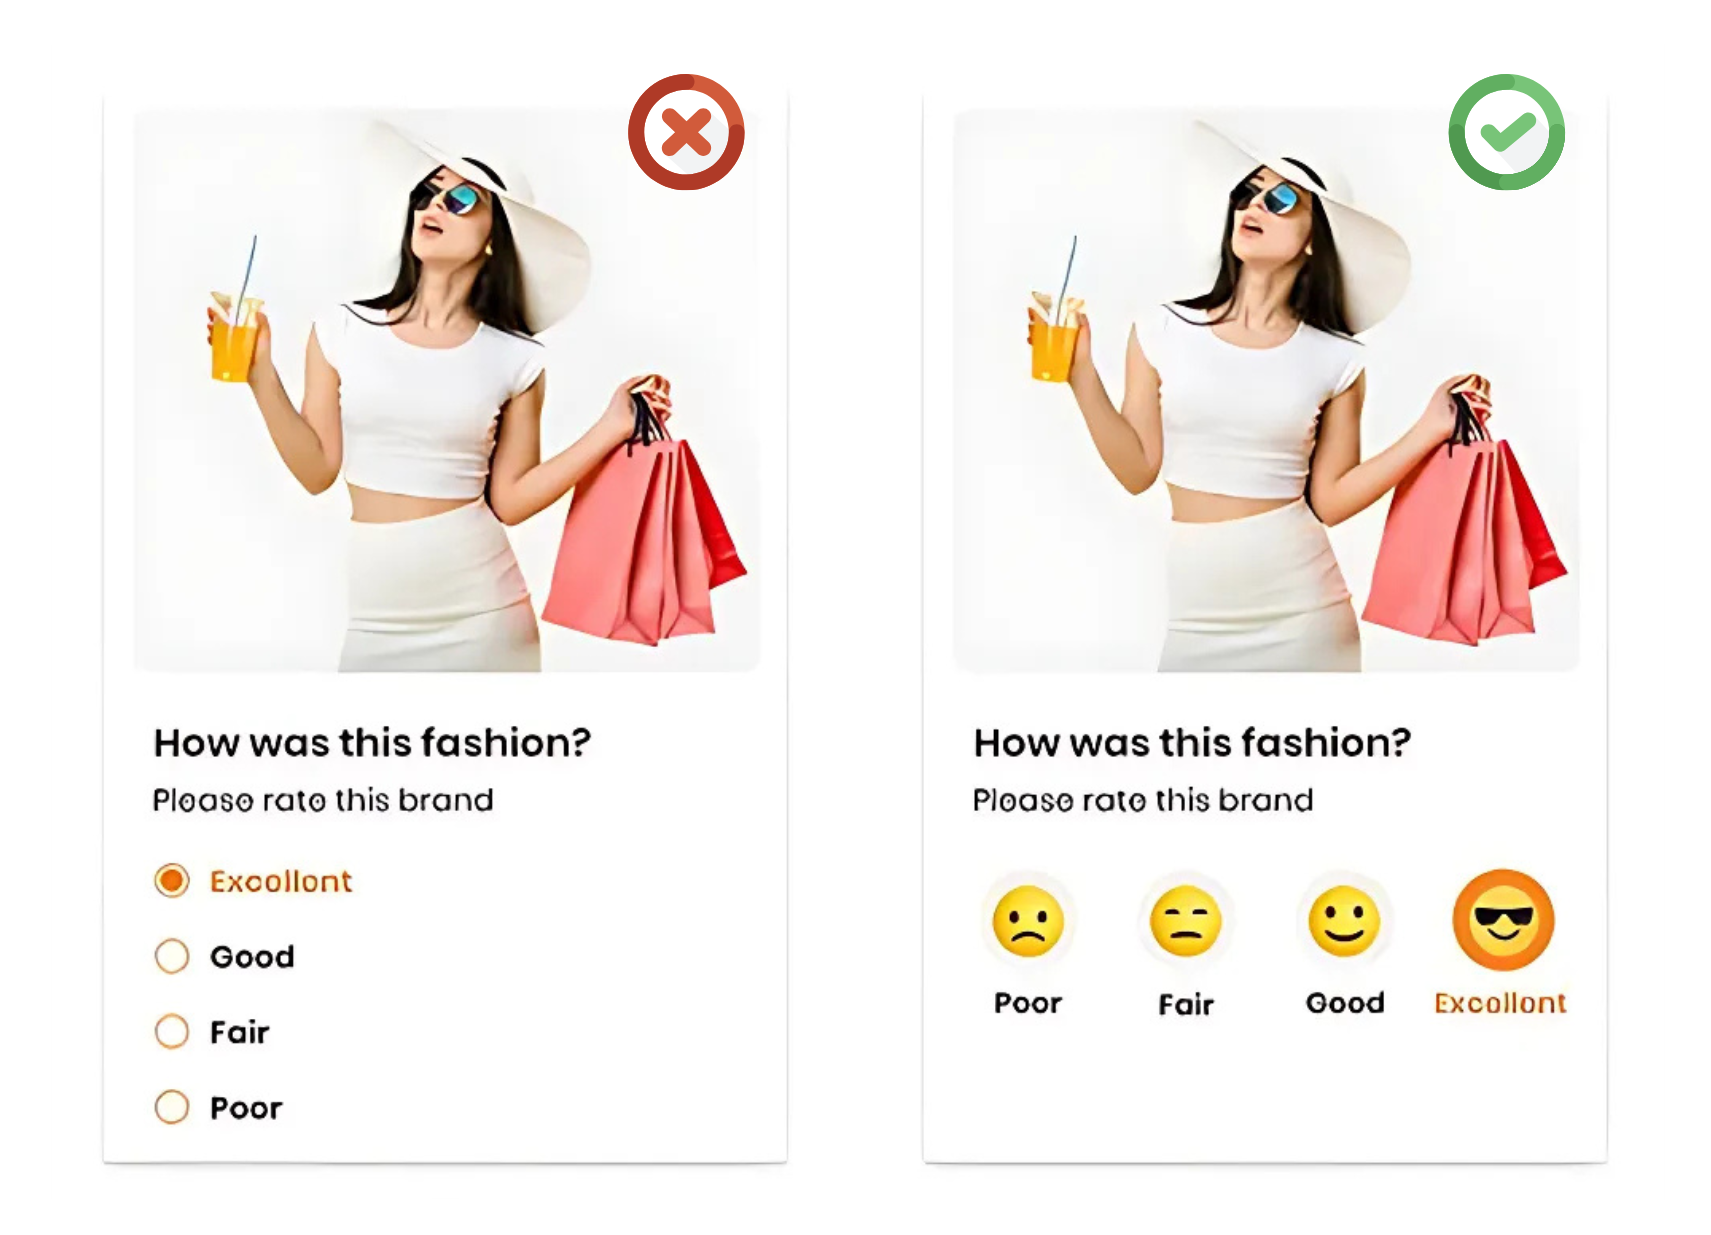 How was this fashion?
Please rate this brand
Excellent
Good
Fair
Poor
How was this fashion?
Please rate this brand
Poor
Fair
Good
Excellent